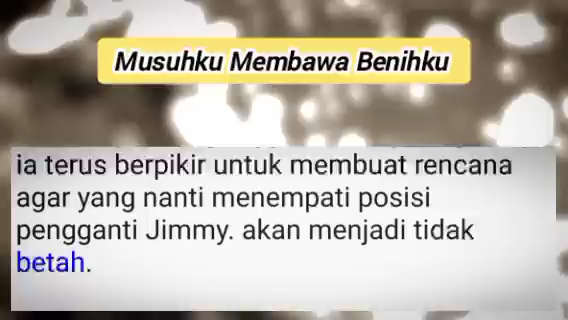 Musuhku Membawa Benihku
ia terus berpikir untuk membuat rencana
agar yang nanti menempati posisi
pengganti Jimmy. akan menjadi tidak
betah.